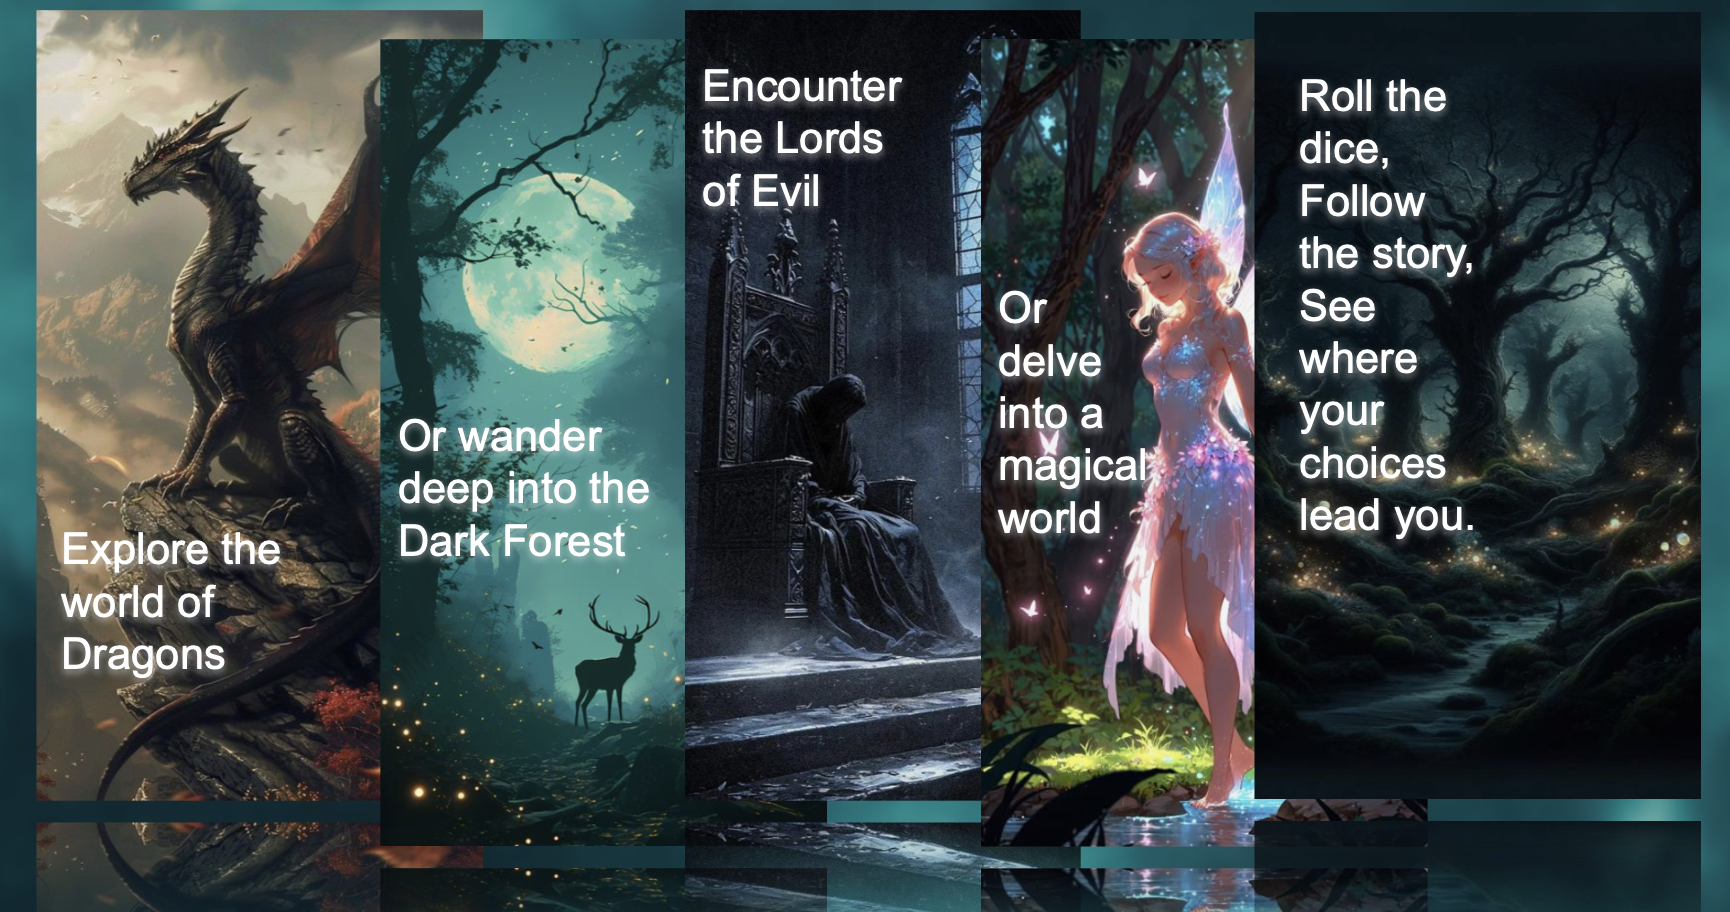 Explore the
world of
Dragons
Or wander
deep into the
Dark Forest
Encounter
the Lords
of Evil
Or
delve
into a
magical
world
Roll the
dice,
Follow
the story,
See
where
your
choices
lead you.